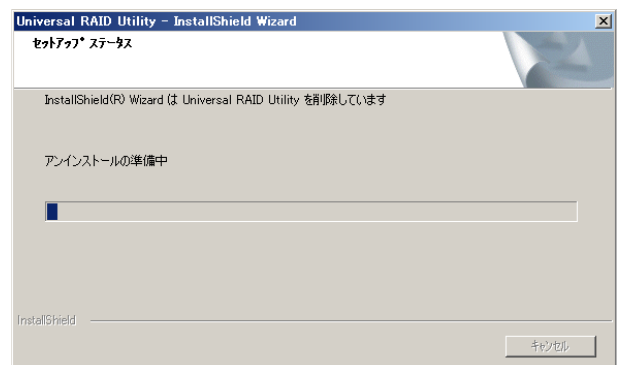 Universal RAID Utility - InstallShield Wizard
セットアップ ステータス
InstallShield(R) Wizard は Universal RAID Utility を削除しています
アンインストールの準備中
InstallShield
キャンセル